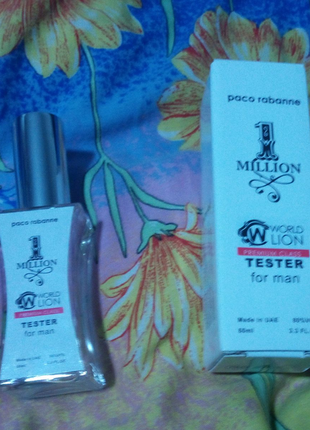 paco rabanne
1
MILLION
W WORLD
LION
PREMIUM CLASS
TESTER
for man
Made in UAE
60ml
paco rabanne
1
MILLION
W WORLD
LION
PREMIUM CLASS
TESTER
for man